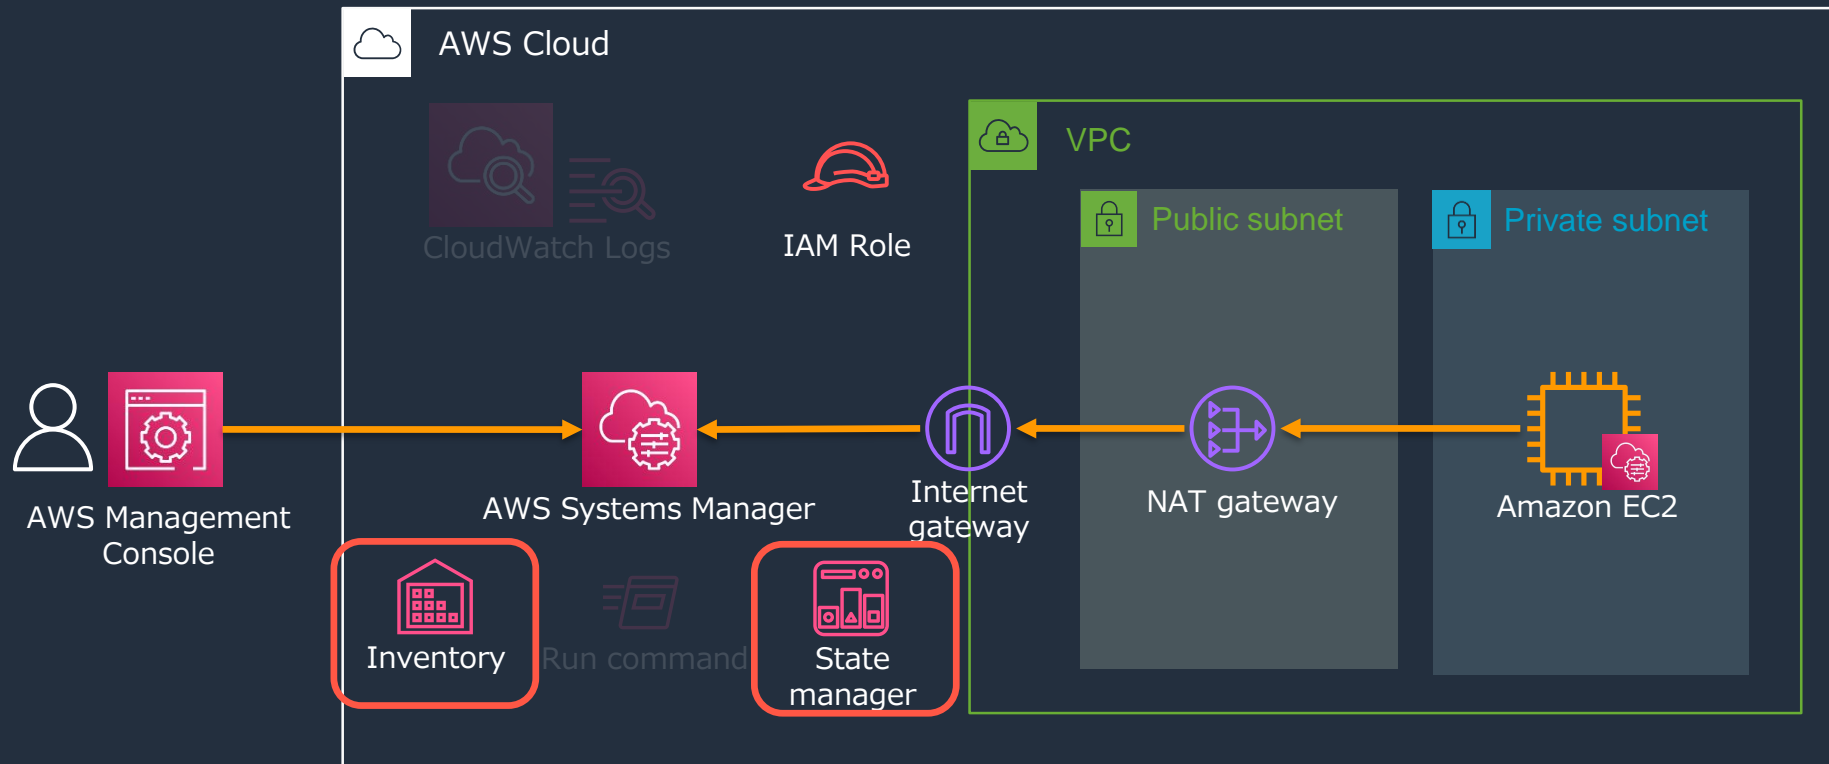 AWS Cloud
VPC
Public subnet
Private subnet
CloudWatch Logs
IAM Role
AWS Management
Console
AWS Systems Manager
Internet
gateway
NAT gateway
Amazon EC2
Inventory
Run command
State
manager